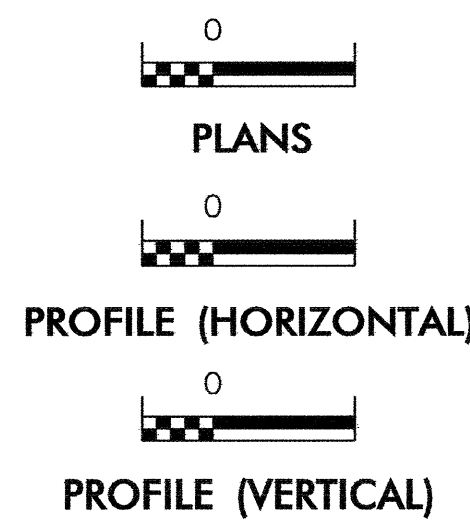 0
PLANS
0
PROFILE (HORIZONTAL)
0
PROFILE (VERTICAL)